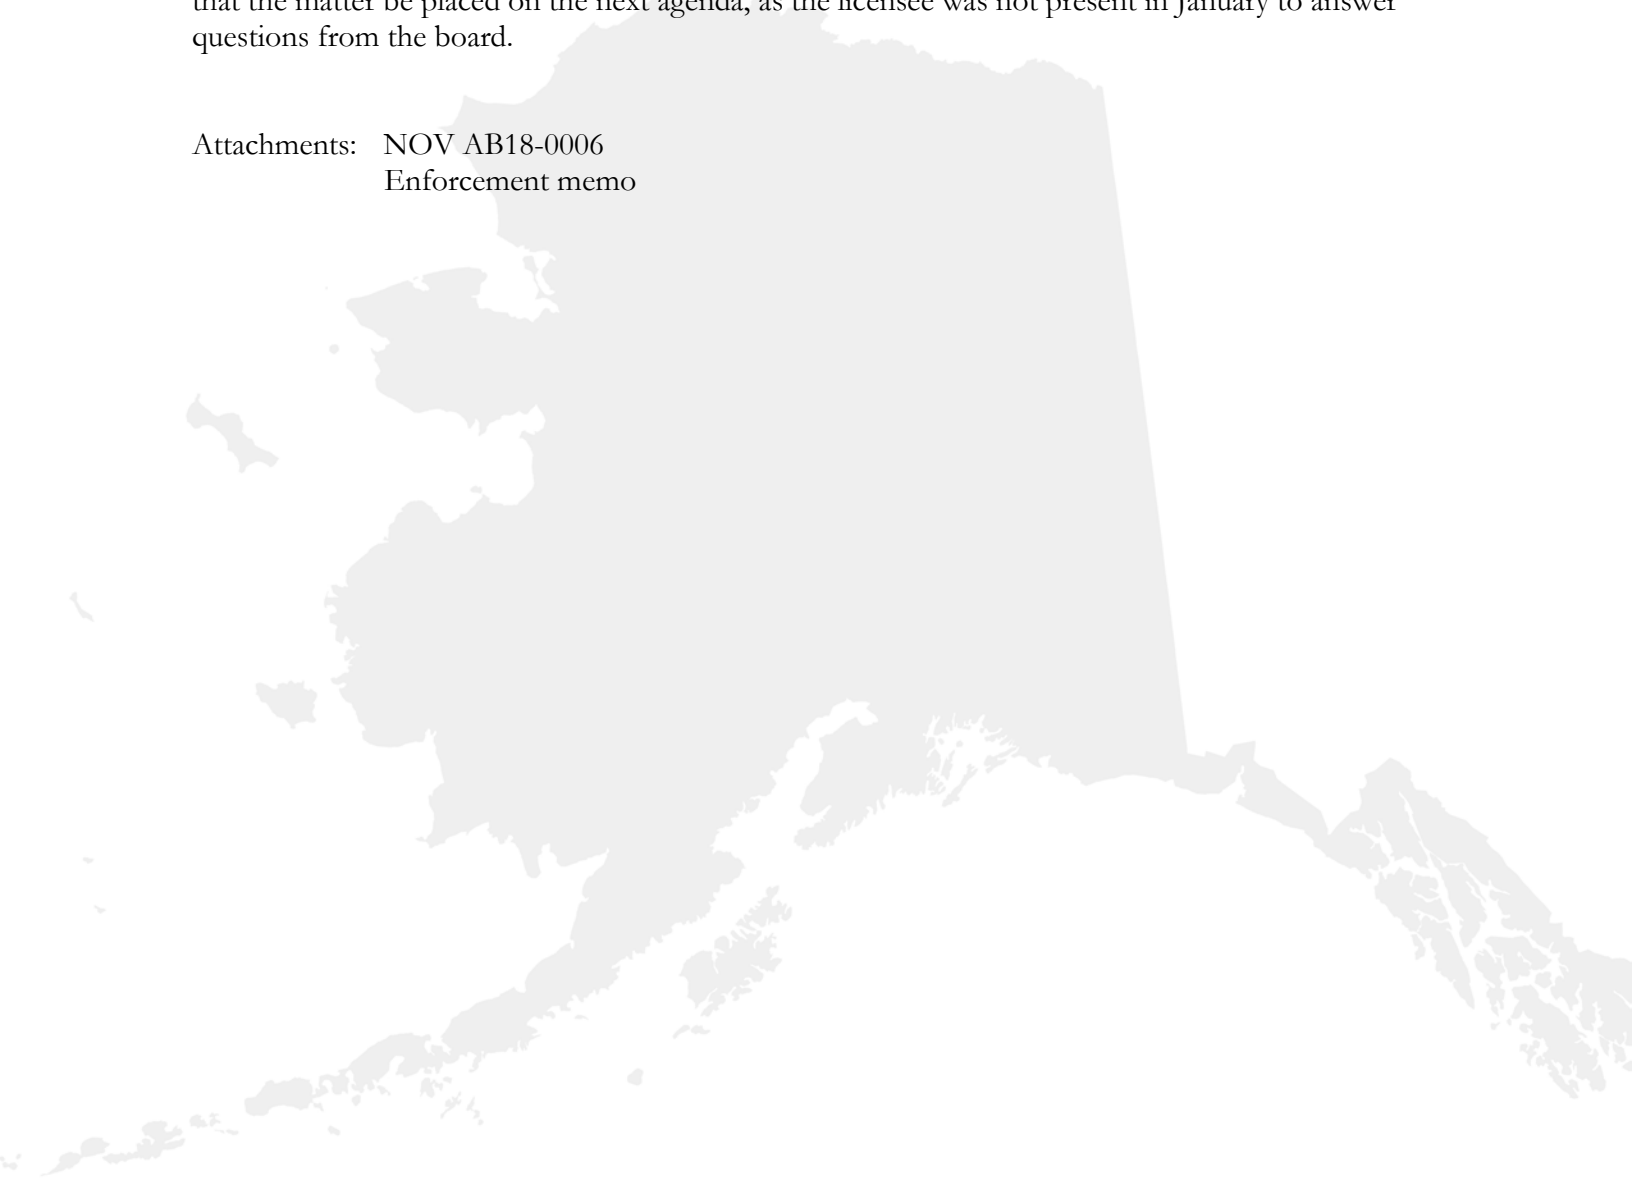 that the matter be placed on the next agenda, as the licensee was not present in January to answer
questions from the board.
Attachments: NOV AB18-0006
Enforcement memo